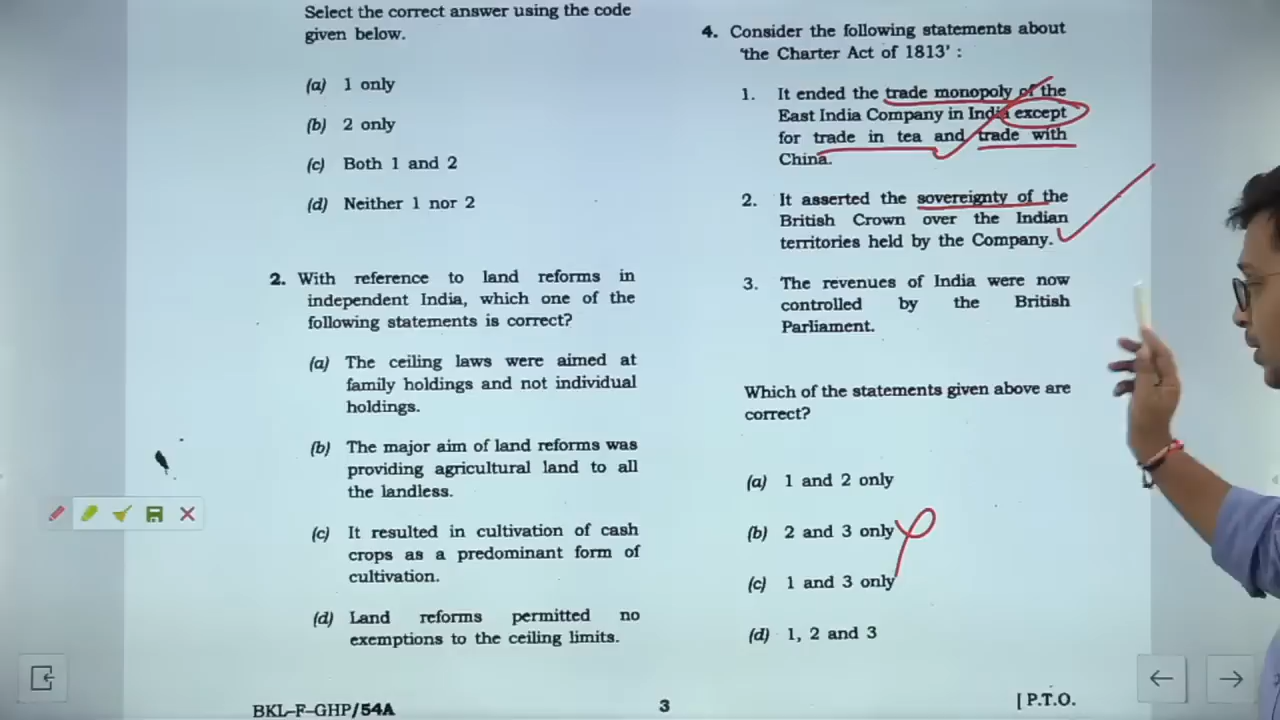 Select the correct answer using the code
given below.
(a) 1 only
(b) 2 only
(c) Both 1 and 2
(d) Neither 1 nor 2
2. With reference to land reforms in
independent India, which one of the
following statements is correct?
(a) The ceiling laws were aimed at
family holdings and not individual
holdings.
(b) The major aim of land reforms was
providing agricultural land to all
the landless.
(c) It resulted in cultivation of cash
crops as a predominant form of
cultivation.
(d) Land reforms permitted no
exemptions to the ceiling limits.
4. Consider the following statements about
'the Charter Act of 1813' :
1. It ended the trade monopoly of the
East India Company in India except
for trade in tea and trade with
China.
2. It asserted the sovereignty of the
British Crown over the Indian
territories held by the Company.
3. The revenues of India were now
controlled by the British
Parliament.
Which of the statements given above are
correct?
(a) 1 and 2 only
(b) 2 and 3 only
(c) 1 and 3 only
(d) 1, 2 and 3
BKL-F-GHP/54A
3
[ P.T.O.